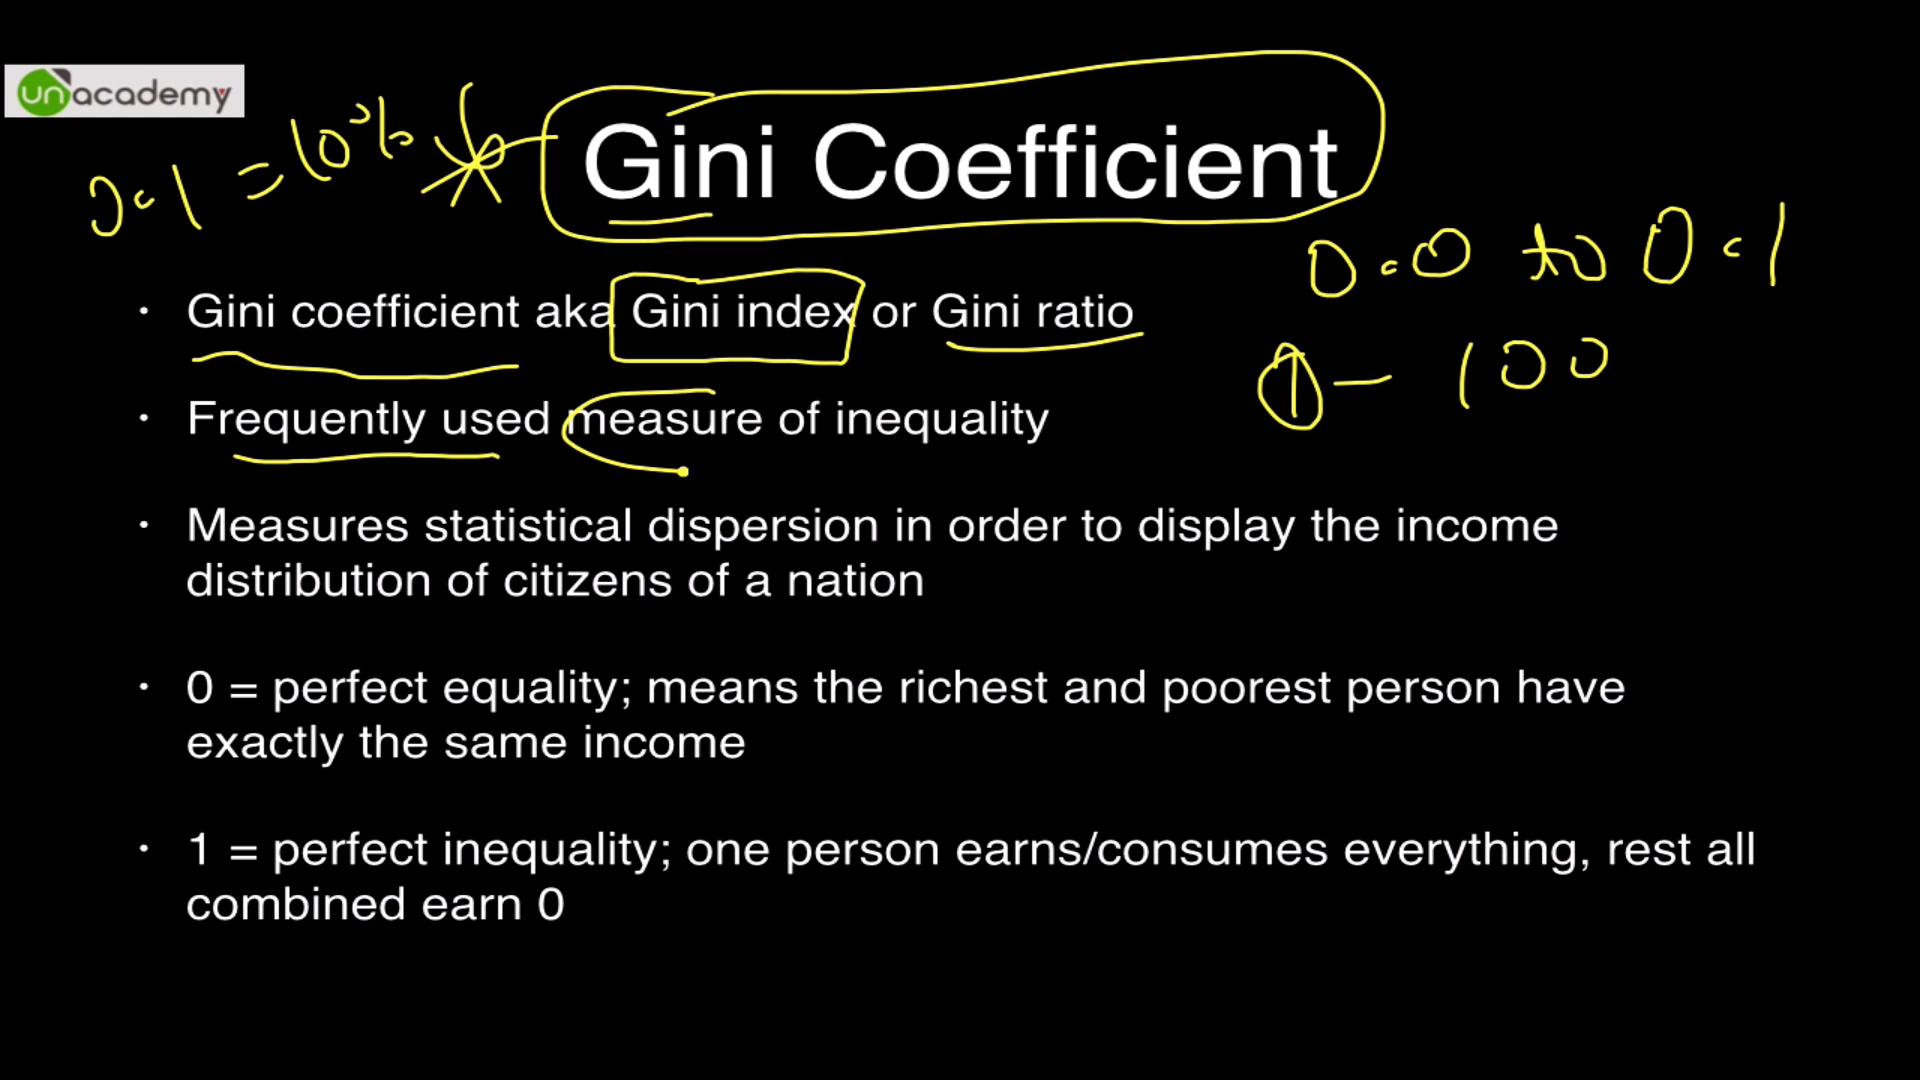 unacademy
0.1 = 10%
Gini Coefficient
0.0 to 0.1
• Gini coefficient aka Gini index or Gini ratio
- 100
• Frequently used measure of inequality
• Measures statistical dispersion in order to display the income
distribution of citizens of a nation
• 0 = perfect equality; means the richest and poorest person have
exactly the same income
• 1 = perfect inequality; one person earns/consumes everything, rest all
combined earn 0